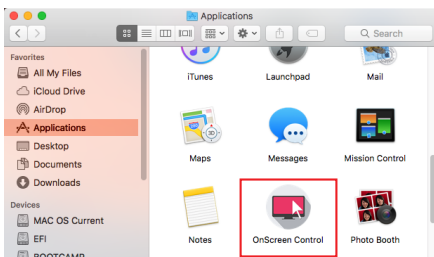 Applications
Search
Favorites
All My Files
iCloud Drive
AirDrop
Applications
Desktop
Documents
Downloads
Devices
MAC OS Current
EFI
BOOTCAMP
iTunes
Launchpad
Mail
Maps
Messages
Mission Control
Notes
OnScreen Control
Photo Booth